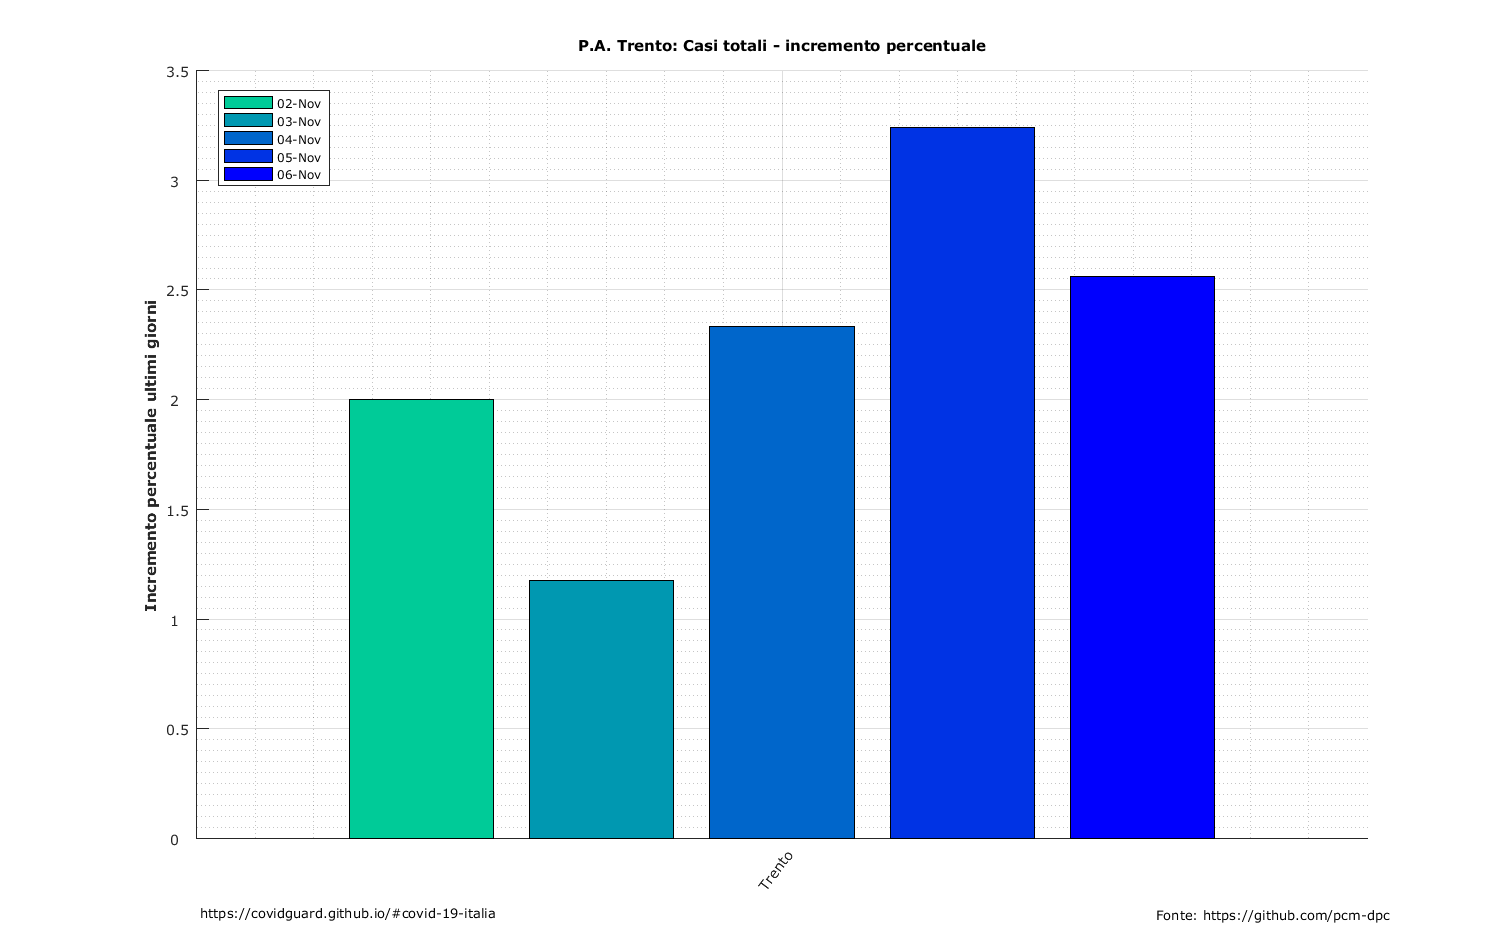 P.A. Trento: Casi totali - incremento percentuale
3.5
3
2.5
2
1.5
1
0.5
0
Incremento percentuale ultimi giorni
02-Nov
03-Nov
04-Nov
05-Nov
06-Nov
Trento
https://covidguard.github.io/#covid-19-italia
Fonte: https://github.com/pcm-dpc